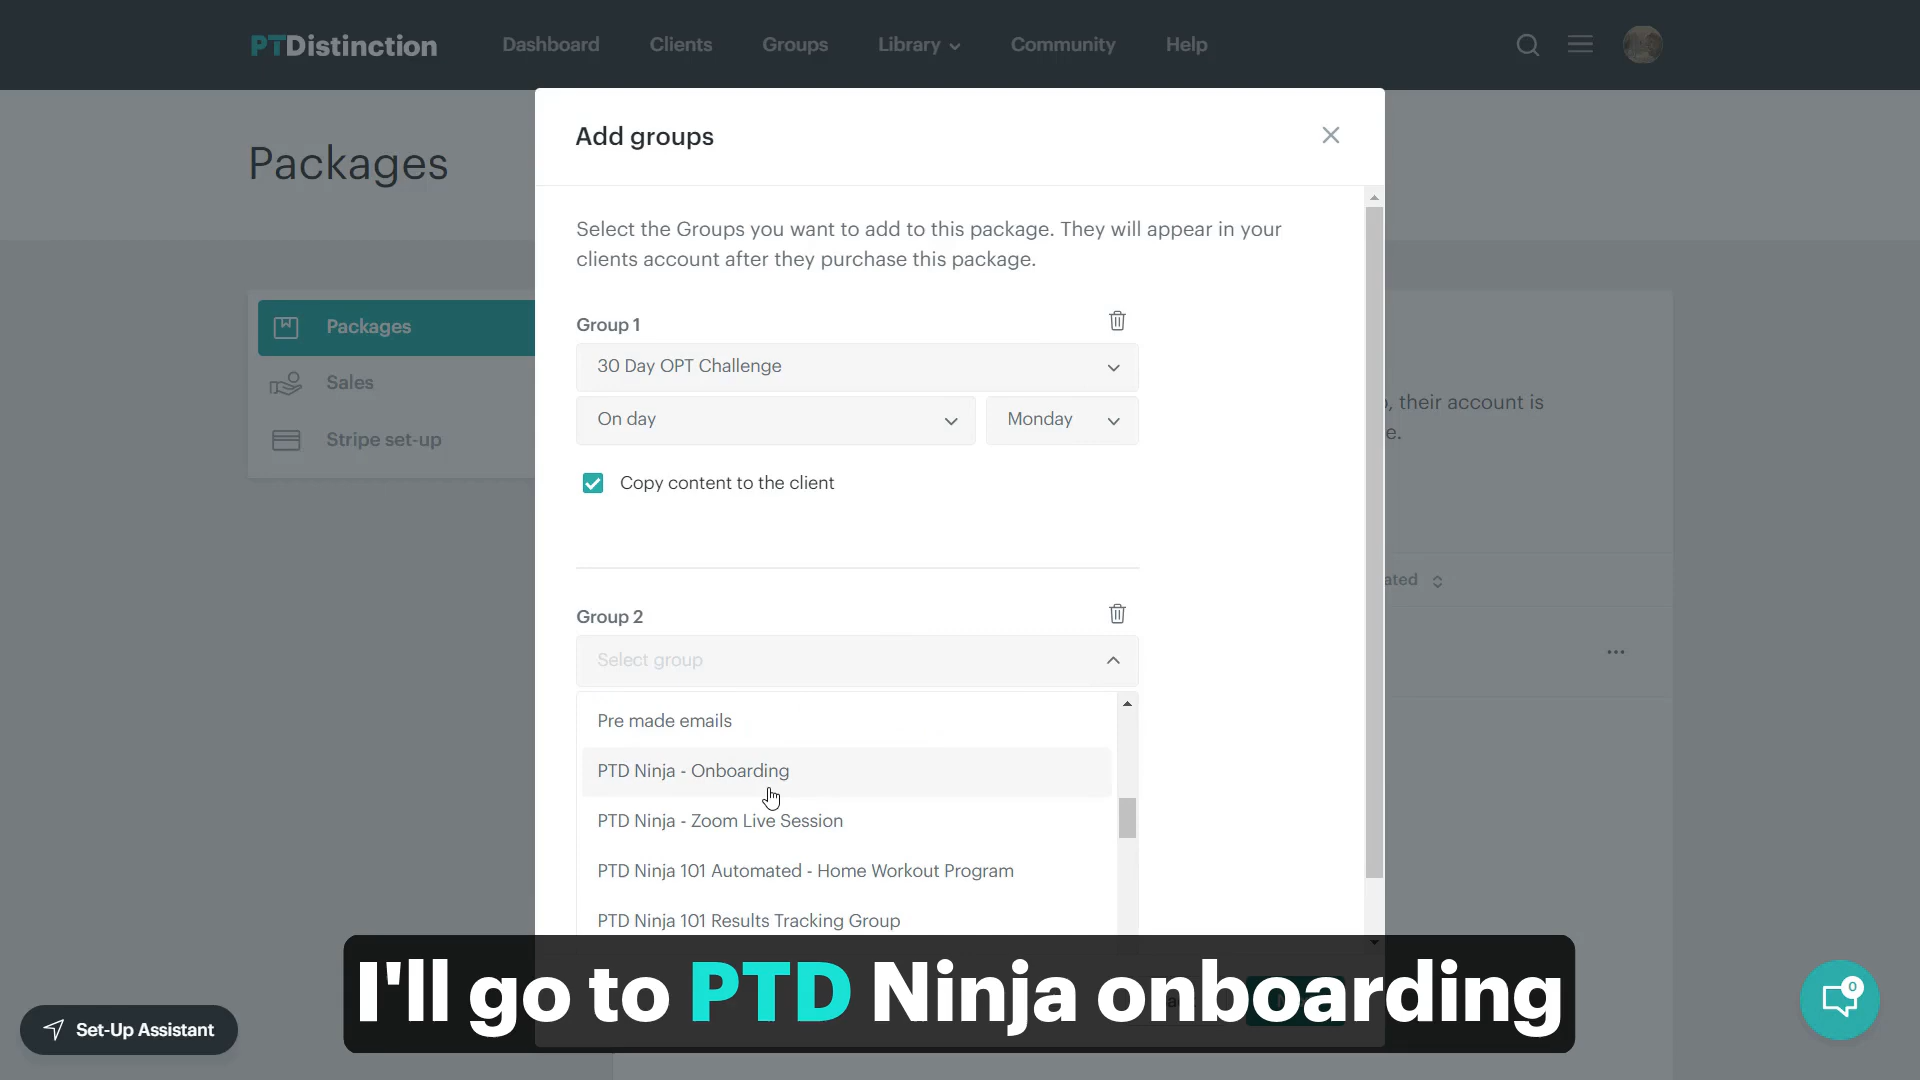 PTDistinction
Dashboard
Clients
Groups
Library
Community
Help
Packages
Add groups
Select the Groups you want to add to this package. They will appear in your
clients account after they purchase this package.
Packages
Sales
Stripe set-up
Group 1
30 Day OPT Challenge
On day
Monday
Copy content to the client
, their account is
e.
ated
Group 2
Select group
Pre made emails
PTD Ninja - Onboarding
PTD Ninja - Zoom Live Session
PTD Ninja 101 Automated - Home Workout Program
PTD Ninja 101 Results Tracking Group
I'll go to PTD Ninja onboarding
Set-Up Assistant
0